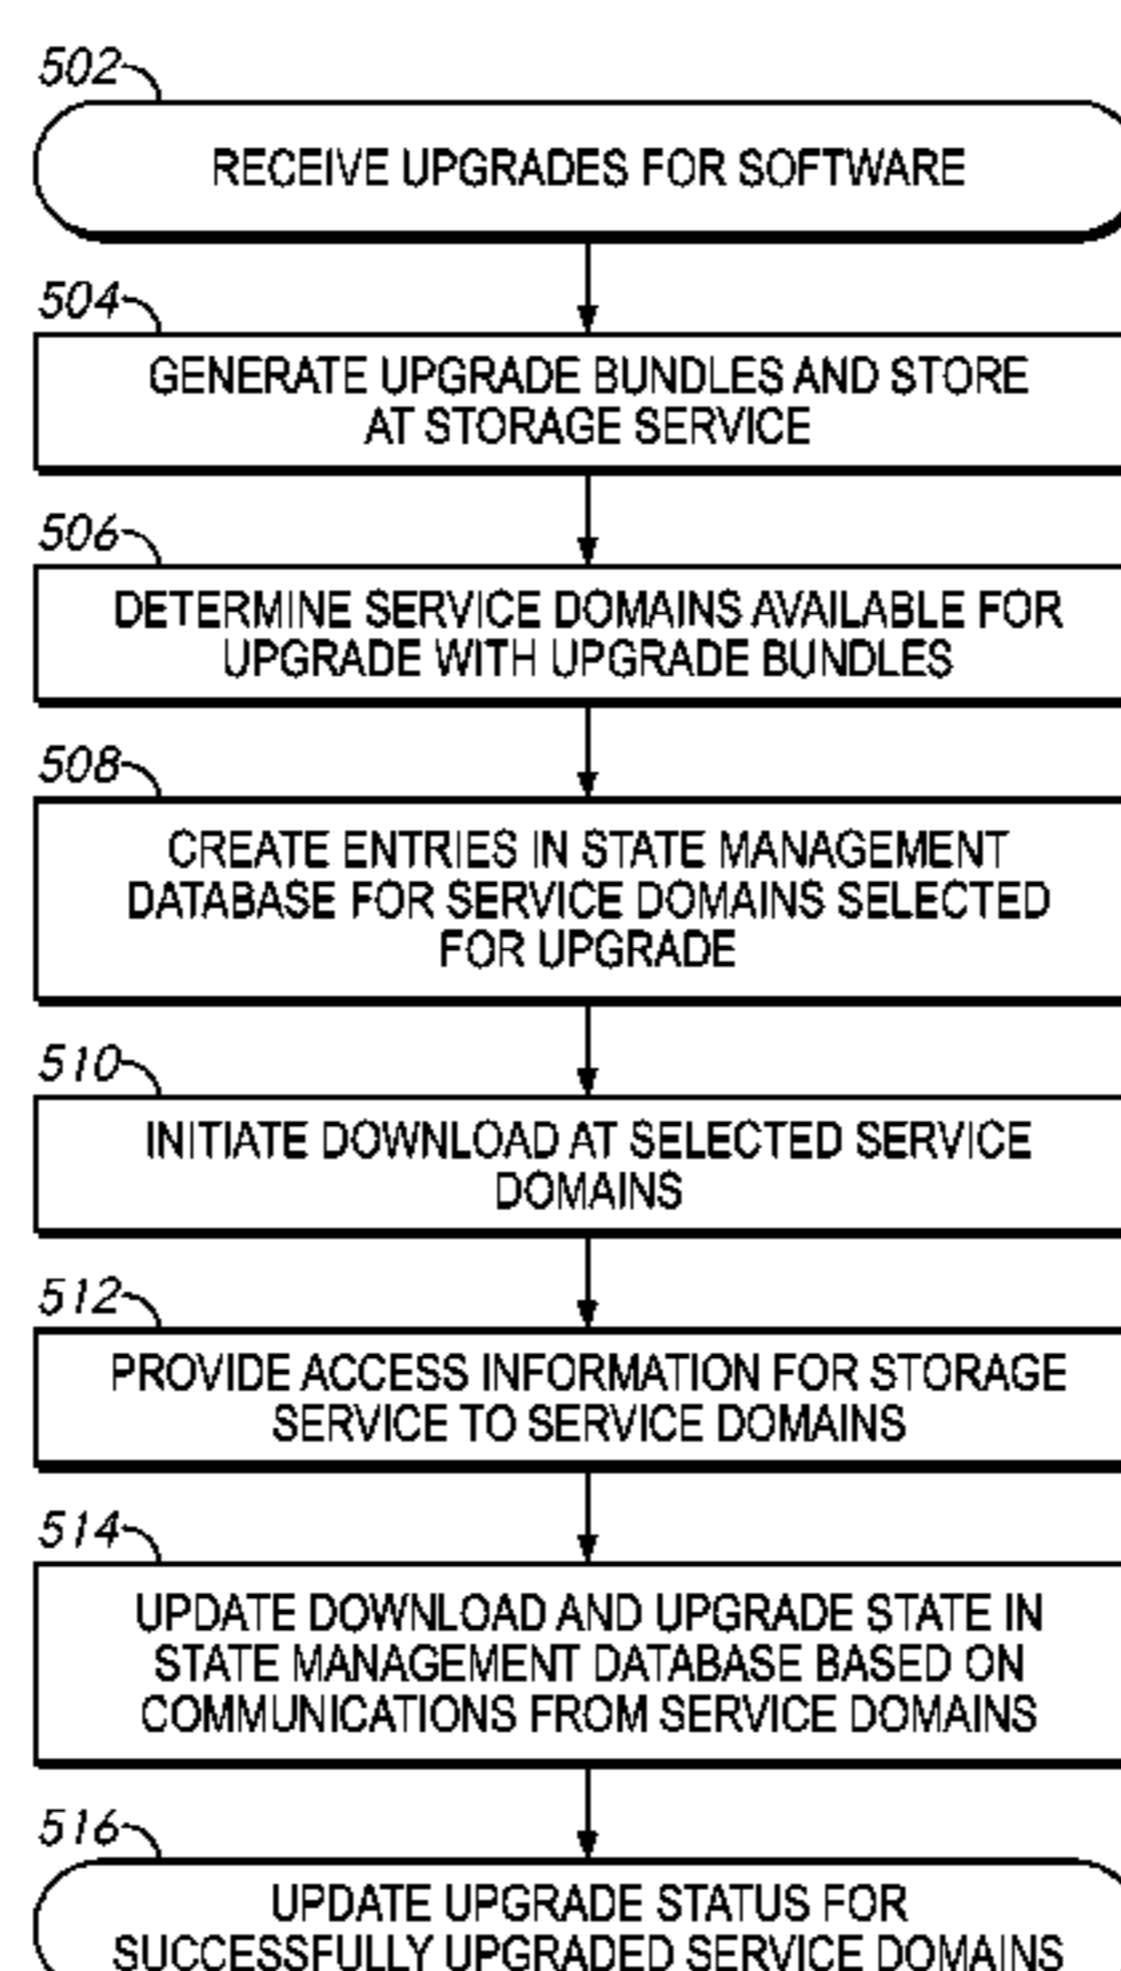 502
RECEIVE UPGRADES FOR SOFTWARE
504
GENERATE UPGRADE BUNDLES AND STORE
AT STORAGE SERVICE
506
DETERMINE SERVICE DOMAINS AVAILABLE FOR
UPGRADE WITH UPGRADE BUNDLES
508
CREATE ENTRIES IN STATE MANAGEMENT
DATABASE FOR SERVICE DOMAINS SELECTED
FOR UPGRADE
510
INITIATE DOWNLOAD AT SELECTED SERVICE
DOMAINS
512
PROVIDE ACCESS INFORMATION FOR STORAGE
SERVICE TO SERVICE DOMAINS
514
UPDATE DOWNLOAD AND UPGRADE STATE IN
STATE MANAGEMENT DATABASE BASED ON
COMMUNICATIONS FROM SERVICE DOMAINS
516
UPDATE UPGRADE STATUS FOR
SUCCESSFULLY UPGRADED SERVICE DOMAINS